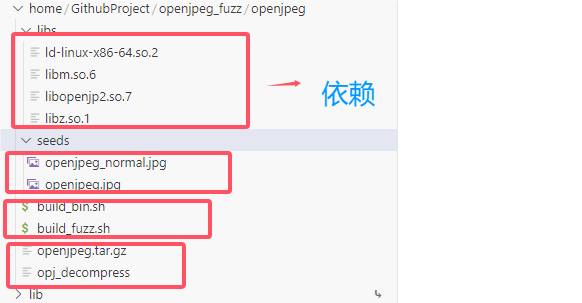 home/GithubProject/openjpeg_fuzz/openjpeg
libs
ld-linux-x86-64.so.2
libm.so.6
libopenjp2.so.7
libz.so.1
依赖
seeds
openjpeg_normal.jpg
openjpeg.jpg
$ build_bin.sh
$ build_fuzz.sh
openjpeg.tar.gz
opj_decompress
lib